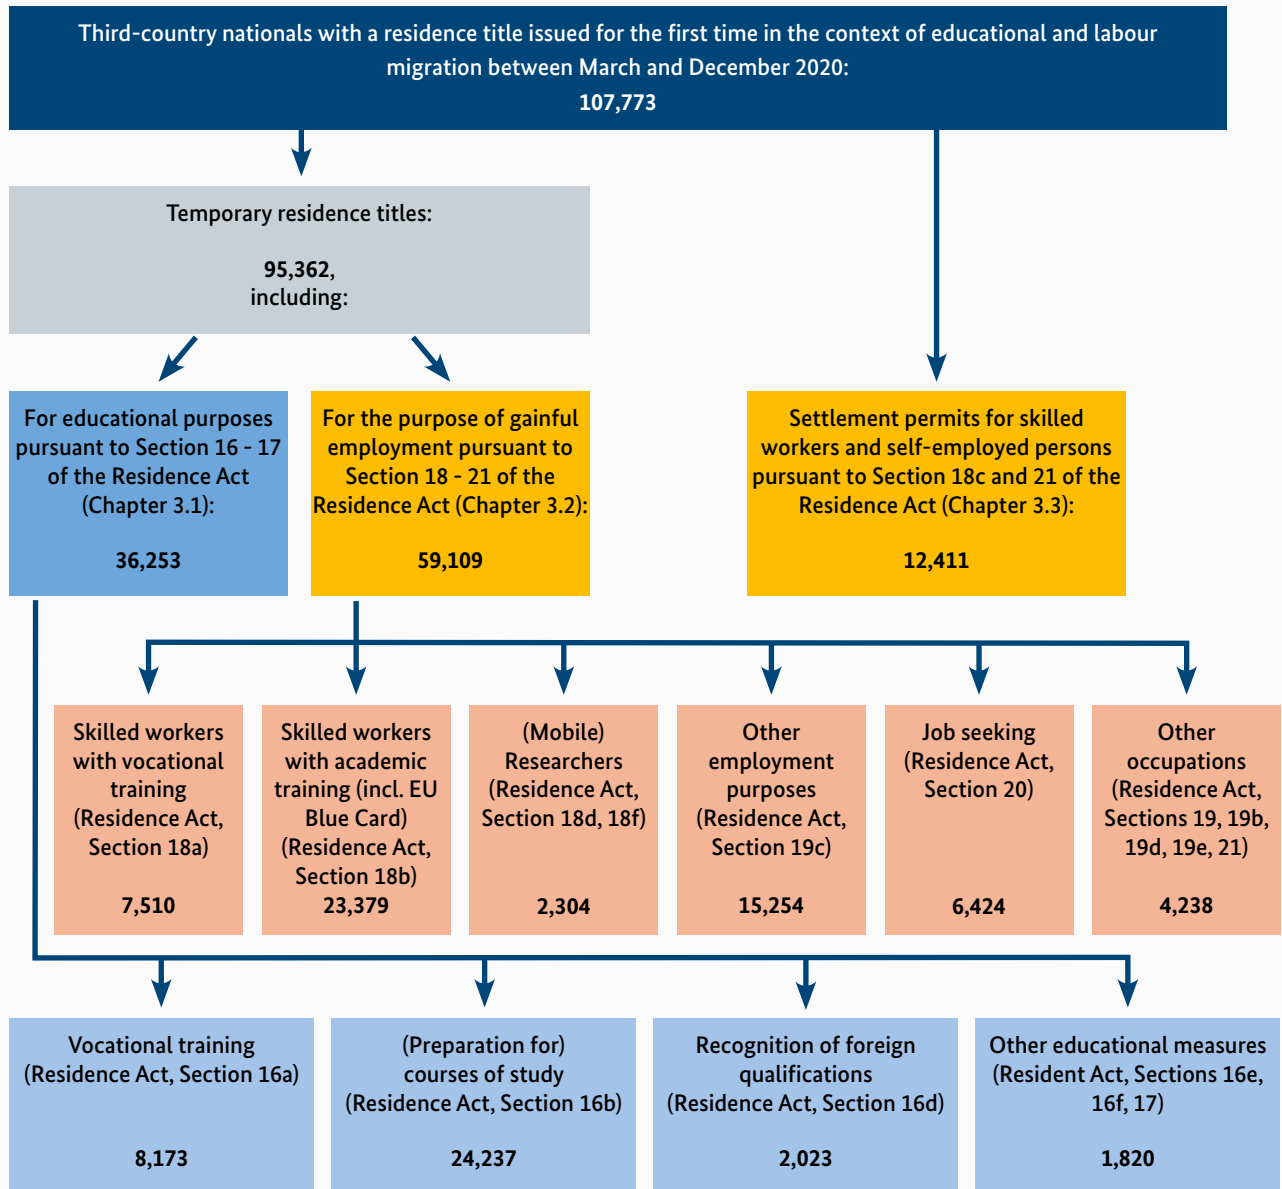 Third-country nationals with a residence title issued for the first time in the context of educational and labour
migration between March and December 2020:
107,773
Temporary residence titles:
95,362,
including:
For educational purposes
pursuant to Section 16 - 17
of the Residence Act
(Chapter 3.1):
36,253
For the purpose of gainful
employment pursuant to
Section 18 - 21 of the
Residence Act (Chapter 3.2):
59,109
Settlement permits for skilled
workers and self-employed persons
pursuant to Section 18c and 21 of the
Residence Act (Chapter 3.3):
12,411
Skilled workers
with vocational
training
(Residence Act,
Section 18a)
7,510
Skilled workers
with academic
training (incl. EU
Blue Card)
(Residence Act,
Section 18b)
23,379
(Mobile)
Researchers
(Residence Act,
Section 18d, 18f)
2,304
Other
employment
purposes
(Residence Act,
Section 19c)
15,254
Job seeking
(Residence Act,
Section 20)
6,424
Other
occupations
(Residence Act,
Sections 19, 19b,
19d, 19e, 21)
4,238
Vocational training
(Residence Act, Section 16a)
8,173
(Preparation for)
courses of study
(Residence Act, Section 16b)
24,237
Recognition of foreign
qualifications
(Residence Act, Section 16d)
2,023
Other educational measures
(Resident Act, Sections 16e,
16f, 17)
1,820